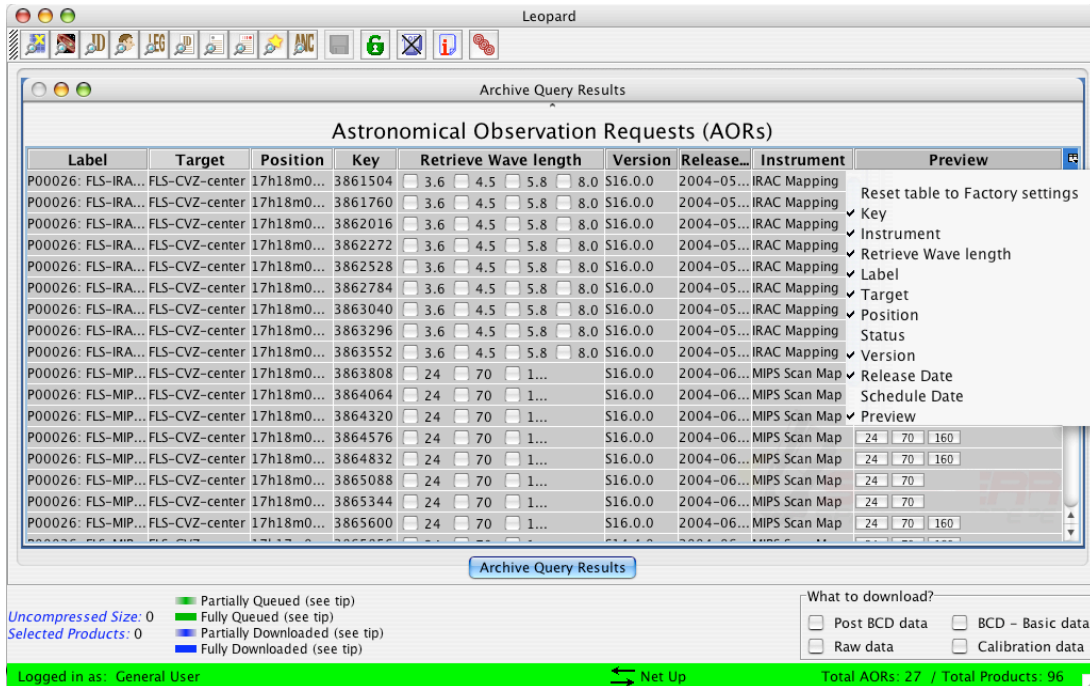 Leopard
JD LEG JD ANC
Archive Query Results
Astronomical Observation Requests (AORs)
Label Target Position Key Retrieve Wave length Version Release... Instrument Preview
P00026: FLS-IRA... FLS-CVZ-center 17h18m0... 3861504 3.6 4.5 5.8 8.0 S16.0.0 2004-05... IRAC Mapping
P00026: FLS-IRA... FLS-CVZ-center 17h18m0... 3861760 3.6 4.5 5.8 8.0 S16.0.0 2004-05... IRAC Mapping
P00026: FLS-IRA... FLS-CVZ-center 17h18m0... 3862016 3.6 4.5 5.8 8.0 S16.0.0 2004-05... IRAC Mapping
P00026: FLS-IRA... FLS-CVZ-center 17h18m0... 3862272 3.6 4.5 5.8 8.0 S16.0.0 2004-05... IRAC Mapping
P00026: FLS-IRA... FLS-CVZ-center 17h18m0... 3862528 3.6 4.5 5.8 8.0 S16.0.0 2004-05... IRAC Mapping
P00026: FLS-IRA... FLS-CVZ-center 17h18m0... 3862784 3.6 4.5 5.8 8.0 S16.0.0 2004-05... IRAC Mapping
P00026: FLS-IRA... FLS-CVZ-center 17h18m0... 3863040 3.6 4.5 5.8 8.0 S16.0.0 2004-05... IRAC Mapping
P00026: FLS-IRA... FLS-CVZ-center 17h18m0... 3863296 3.6 4.5 5.8 8.0 S16.0.0 2004-05... IRAC Mapping
P00026: FLS-IRA... FLS-CVZ-center 17h18m0... 3863552 3.6 4.5 5.8 8.0 S16.0.0 2004-05... IRAC Mapping
P00026: FLS-MIP... FLS-CVZ-center 17h18m0... 3863808 24 70 1... S16.0.0 2004-06... MIPS Scan Map
P00026: FLS-MIP... FLS-CVZ-center 17h18m0... 3864064 24 70 1... S16.0.0 2004-06... MIPS Scan Map
P00026: FLS-MIP... FLS-CVZ-center 17h18m0... 3864320 24 70 1... S16.0.0 2004-06... MIPS Scan Map
P00026: FLS-MIP... FLS-CVZ-center 17h18m0... 3864576 24 70 1... S16.0.0 2004-06... MIPS Scan Map 24 70 160
P00026: FLS-MIP... FLS-CVZ-center 17h18m0... 3864832 24 70 1... S16.0.0 2004-06... MIPS Scan Map 24 70 160
P00026: FLS-MIP... FLS-CVZ-center 17h18m0... 3865088 24 70 1... S16.0.0 2004-06... MIPS Scan Map 24 70
P00026: FLS-MIP... FLS-CVZ-center 17h18m0... 3865344 24 70 1... S16.0.0 2004-06... MIPS Scan Map 24 70
P00026: FLS-MIP... FLS-CVZ-center 17h18m0... 3865600 24 70 1... S16.0.0 2004-06... MIPS Scan Map 24 70 160
Reset table to Factory settings
Key
Instrument
Retrieve Wave length
Label
Target
Position
Status
Version
Release Date
Schedule Date
Preview
Archive Query Results
Uncompressed Size: 0
Selected Products: 0
Partially Queued (see tip)
Fully Queued (see tip)
Partially Downloaded (see tip)
Fully Downloaded (see tip)
What to download?
Post BCD data BCD - Basic data
Raw data Calibration data
Logged in as: General User Net Up Total AORs: 27 / Total Products: 96